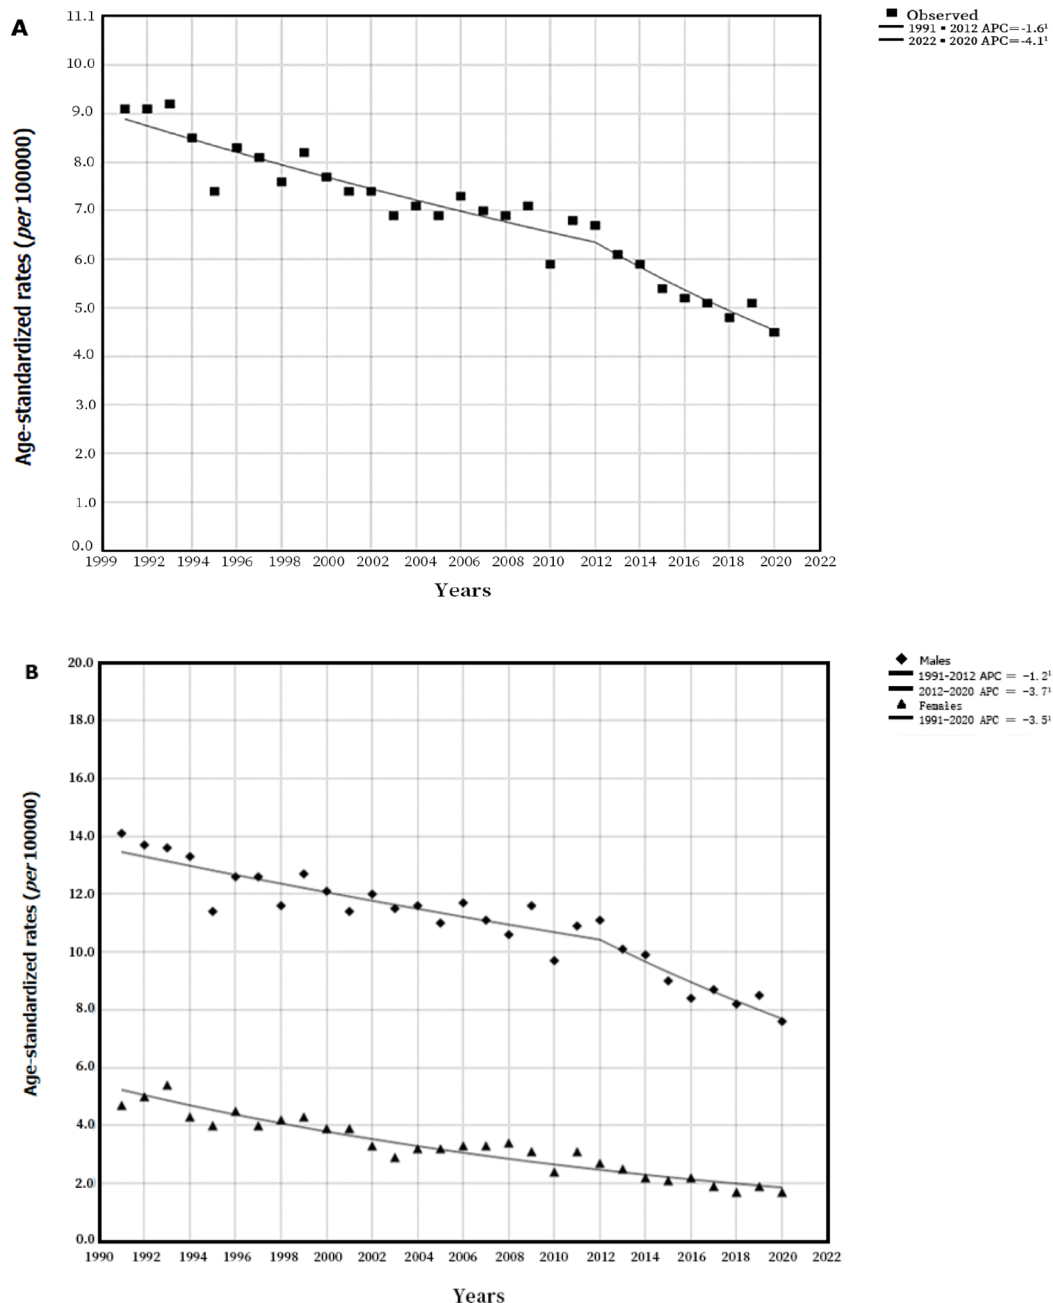 A
Observed
1991 - 2012 APC=-1.6¹
2022 - 2020 APC=-4.1¹
11.1
10.0
9.0
8.0
7.0
6.0
5.0
4.0
3.0
2.0
1.0
0.0
Age-standardized rates (per 100000)
1999 1992 1994 1996 1998 2000 2002 2004 2006 2008 2010 2012 2014 2016 2018 2020 2022
Years
B
Males
1991-2012 APC = -1.2¹
2012-2020 APC = -3.7¹
Females
1991-2020 APC = -3.5¹
20.0
18.0
16.0
14.0
12.0
10.0
8.0
6.0
4.0
2.0
0.0
Age-standardized rates (per 100000)
1990 1992 1994 1996 1998 2000 2002 2004 2006 2008 2010 2012 2014 2016 2018 2020 2022
Years